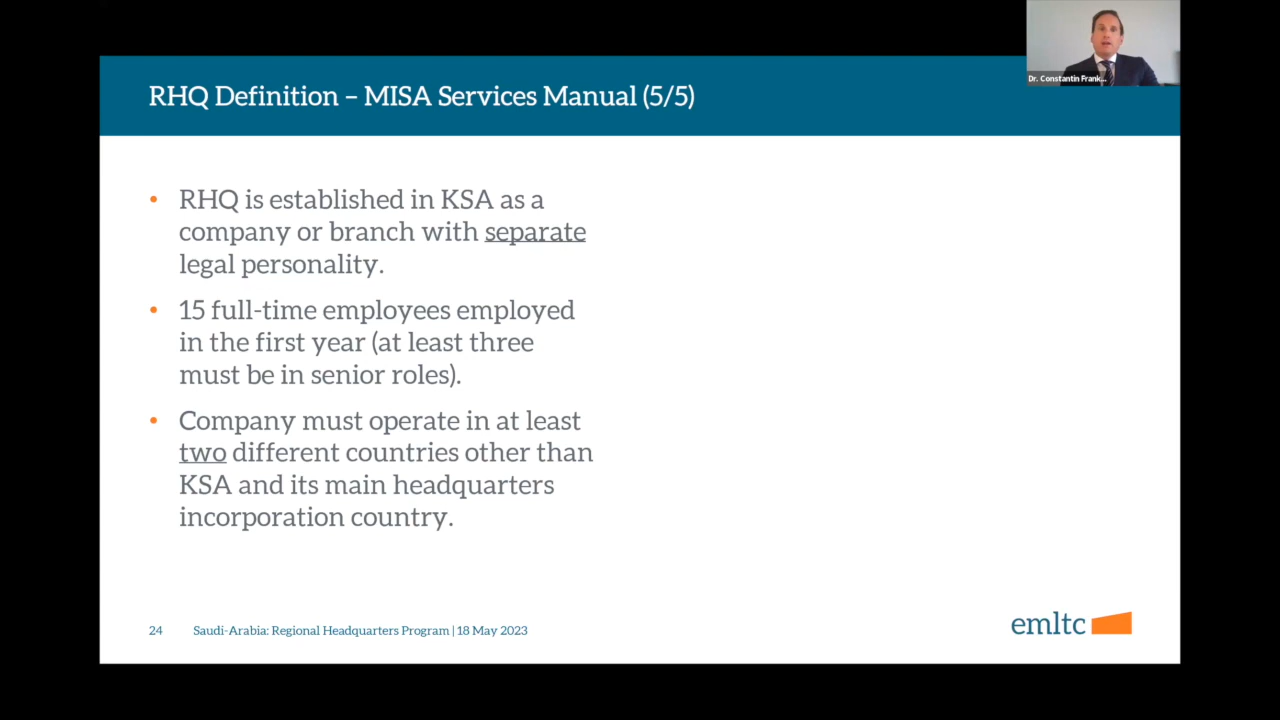 Dr. Constantin Frank...
RHQ Definition – MISA Services Manual (5/5)
• RHQ is established in KSA as a
company or branch with separate
legal personality.
• 15 full-time employees employed
in the first year (at least three
must be in senior roles).
• Company must operate in at least
two different countries other than
KSA and its main headquarters
incorporation country.
24 Saudi-Arabia: Regional Headquarters Program | 18 May 2023
emltc